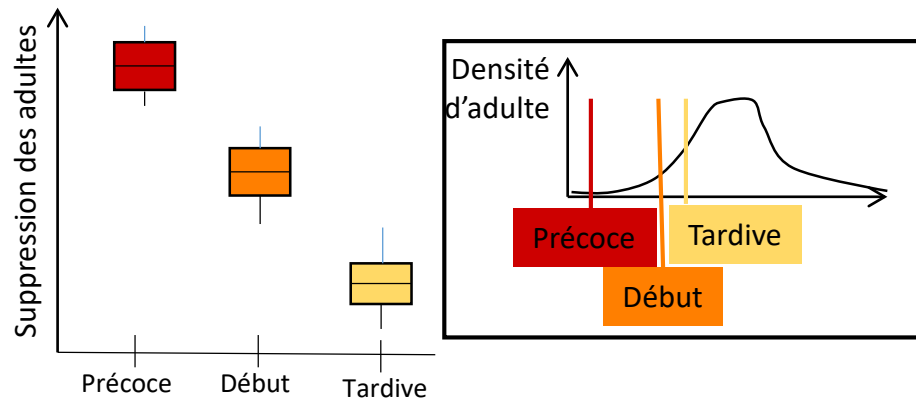 Suppression des adultes
Précoce
Début
Tardive
Densité
d’adulte
Précoce
Tardive
Début